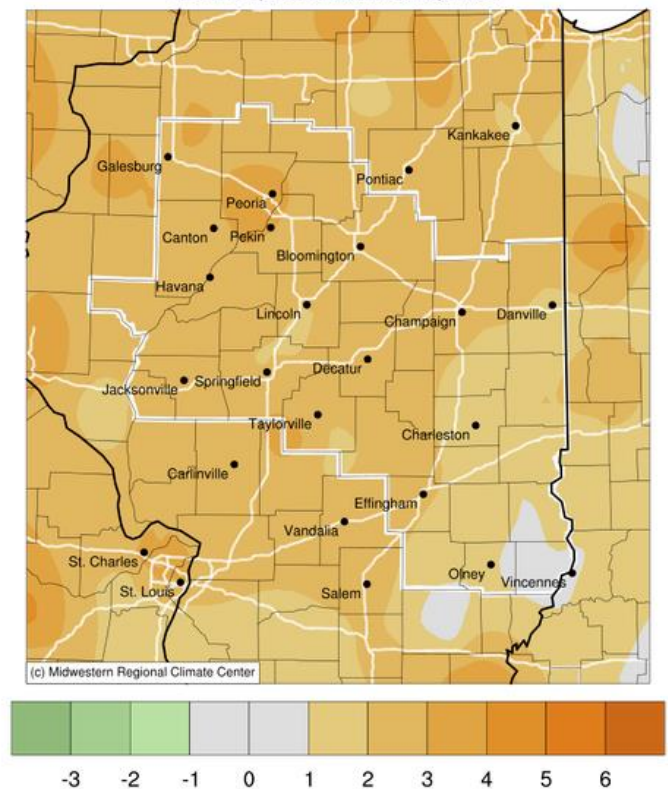 Kankakee
Galesburg
Pontiac
Peoria
Canton
Pekin
Bloomington
Havana
Lincoln
Champaign
Danville
Decatur
Jacksonville
Springfield
Taylorville
Charleston
Carlinville
Effingham
Vandalia
St. Charles
Olney
Vincennes
St. Louis
Salem
(c) Midwestern Regional Climate Center
-3 -2 -1 0 1 2 3 4 5 6